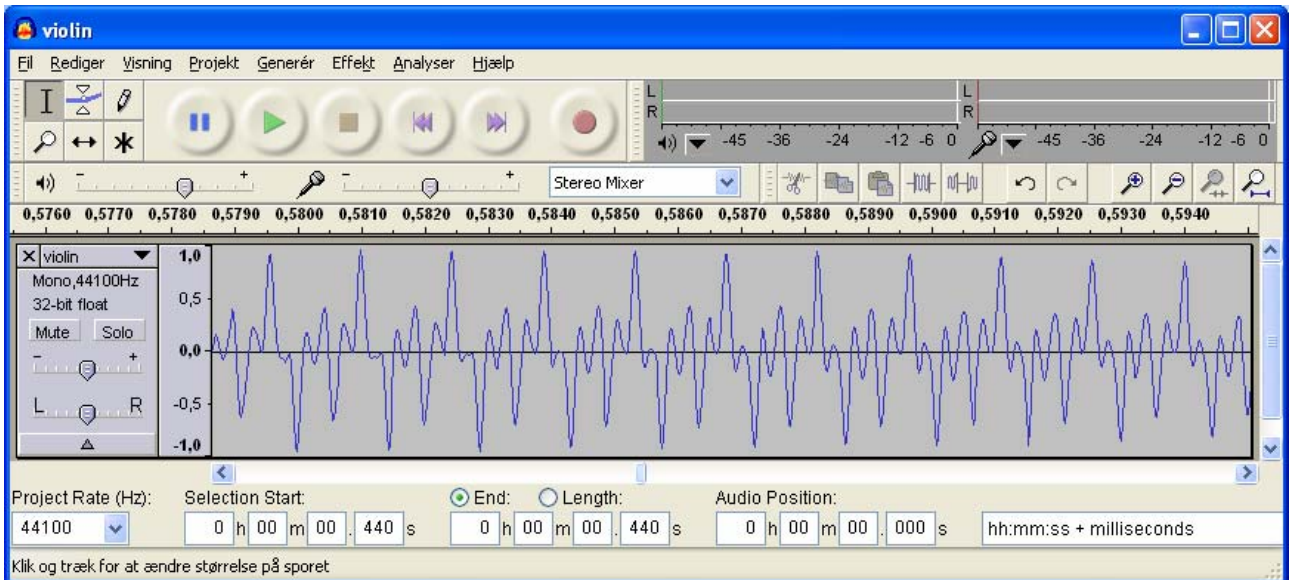 violin
Fil Rediger Visning Projekt Generér Effekt Analyser Hjælp
L
R
-45 -36 -24 -12 -6 0
L
R
-45 -36 -24 -12 -6 0
- +
- +
Stereo Mixer
0,5760 0,5770 0,5780 0,5790 0,5800 0,5810 0,5820 0,5830 0,5840 0,5850 0,5860 0,5870 0,5880 0,5890 0,5900 0,5910 0,5920 0,5930 0,5940
X violin
Mono,44100Hz
32-bit float
Mute Solo
- +
L R
1,0
0,5
0,0
-0,5
-1,0
Project Rate (Hz): Selection Start: End: Length: Audio Position:
44100 0 h 00 m 00 . 440 s 0 h 00 m 00 . 440 s 0 h 00 m 00 . 000 s hh:mm:ss + milliseconds
Klik og træk for at ændre størrelse på sporet